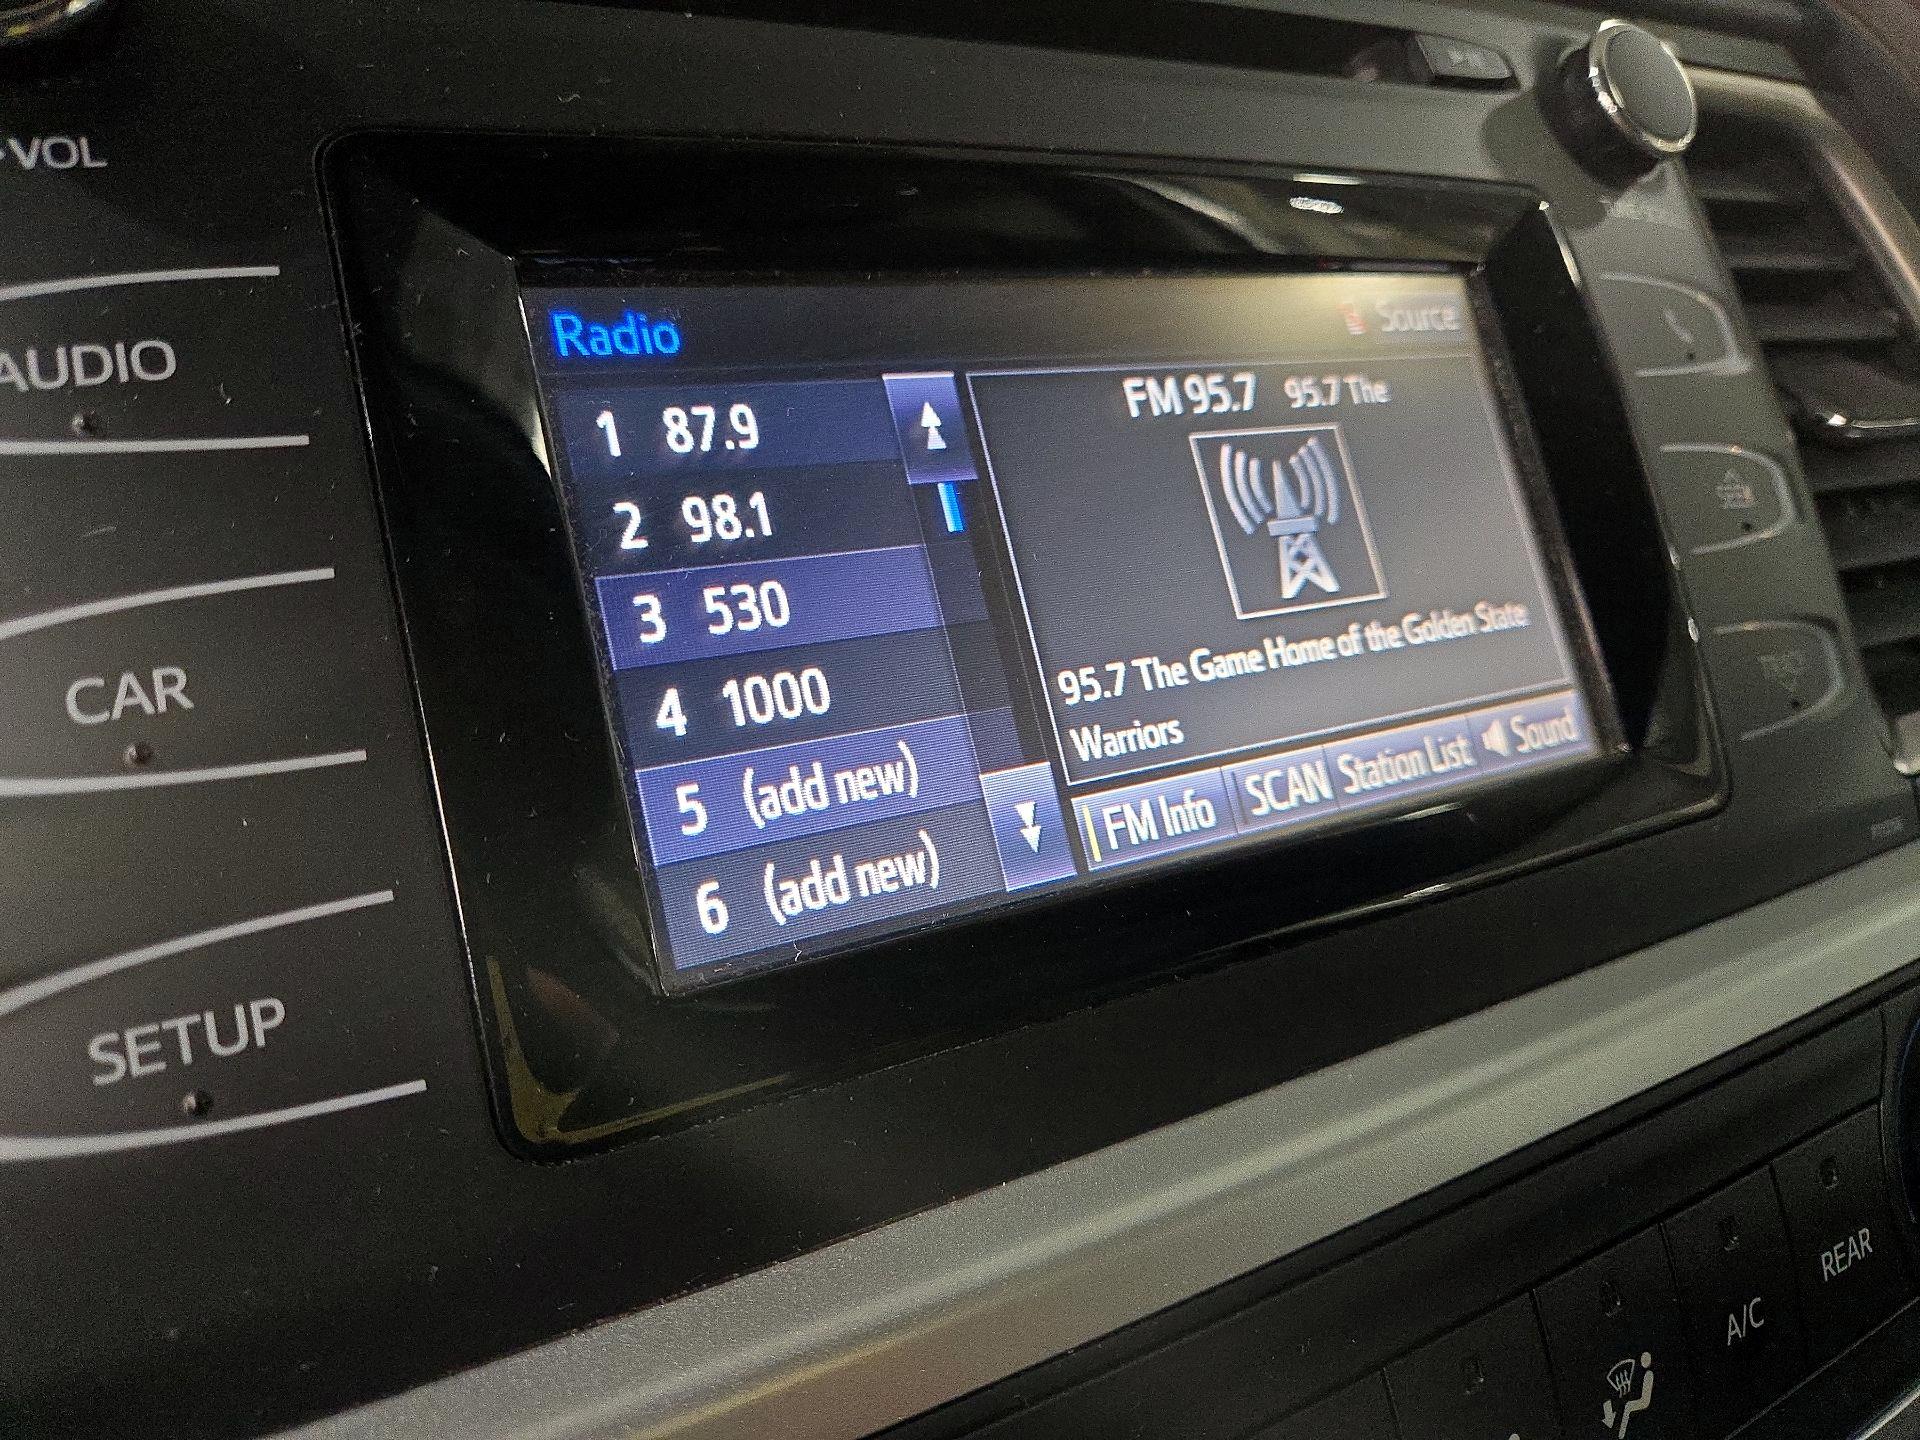 VOL
AUDIO
CAR
SETUP
Radio
Source
1 87.9
2 98.1
3 530
4 1000
5 (add new)
6 (add new)
FM 95.7 95.7 The
95.7 The Game Home of the Golden State
Warriors
FM Info
SCAN
Station List
Sound
REAR
A/C